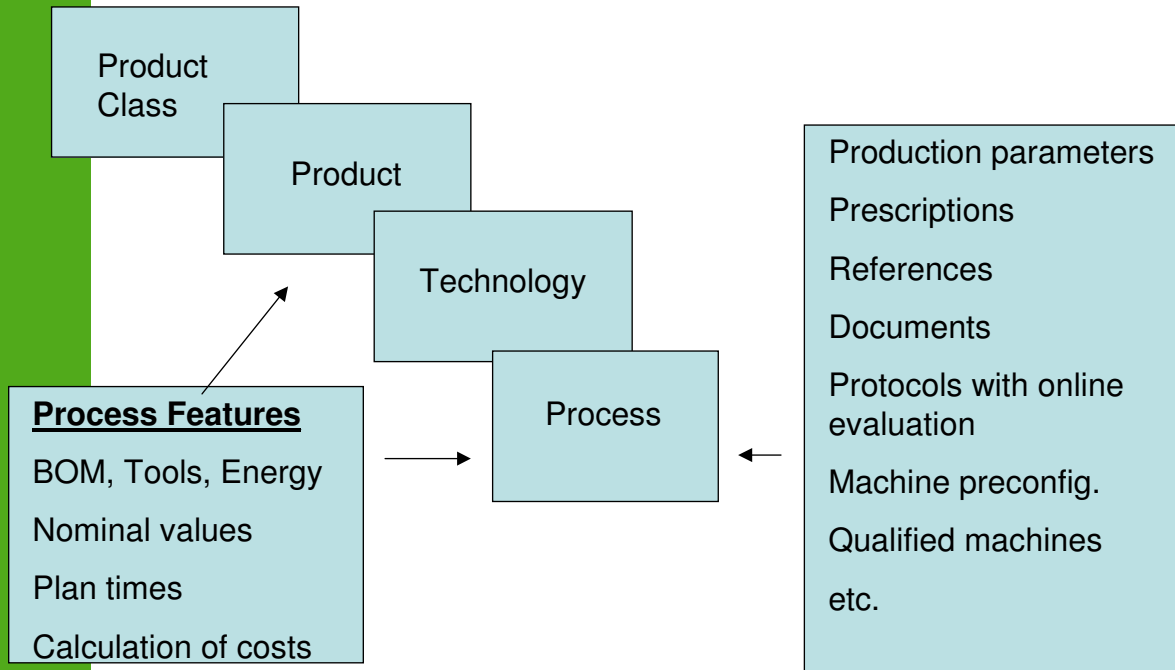 Product
Class
Product
Technology
Process
Process Features
BOM, Tools, Energy
Nominal values
Plan times
Calculation of costs
Production parameters
Prescriptions
References
Documents
Protocols with online
evaluation
Machine preconfig.
Qualified machines
etc.